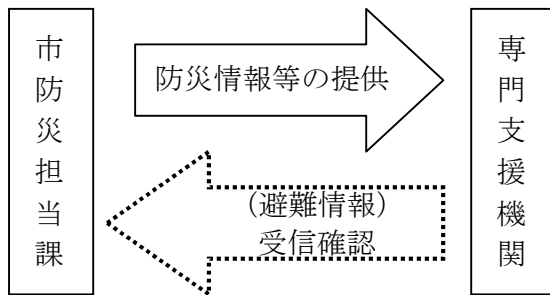 市防災担当課
防災情報等の提供
専門支援機関
（避難情報）
受信確認